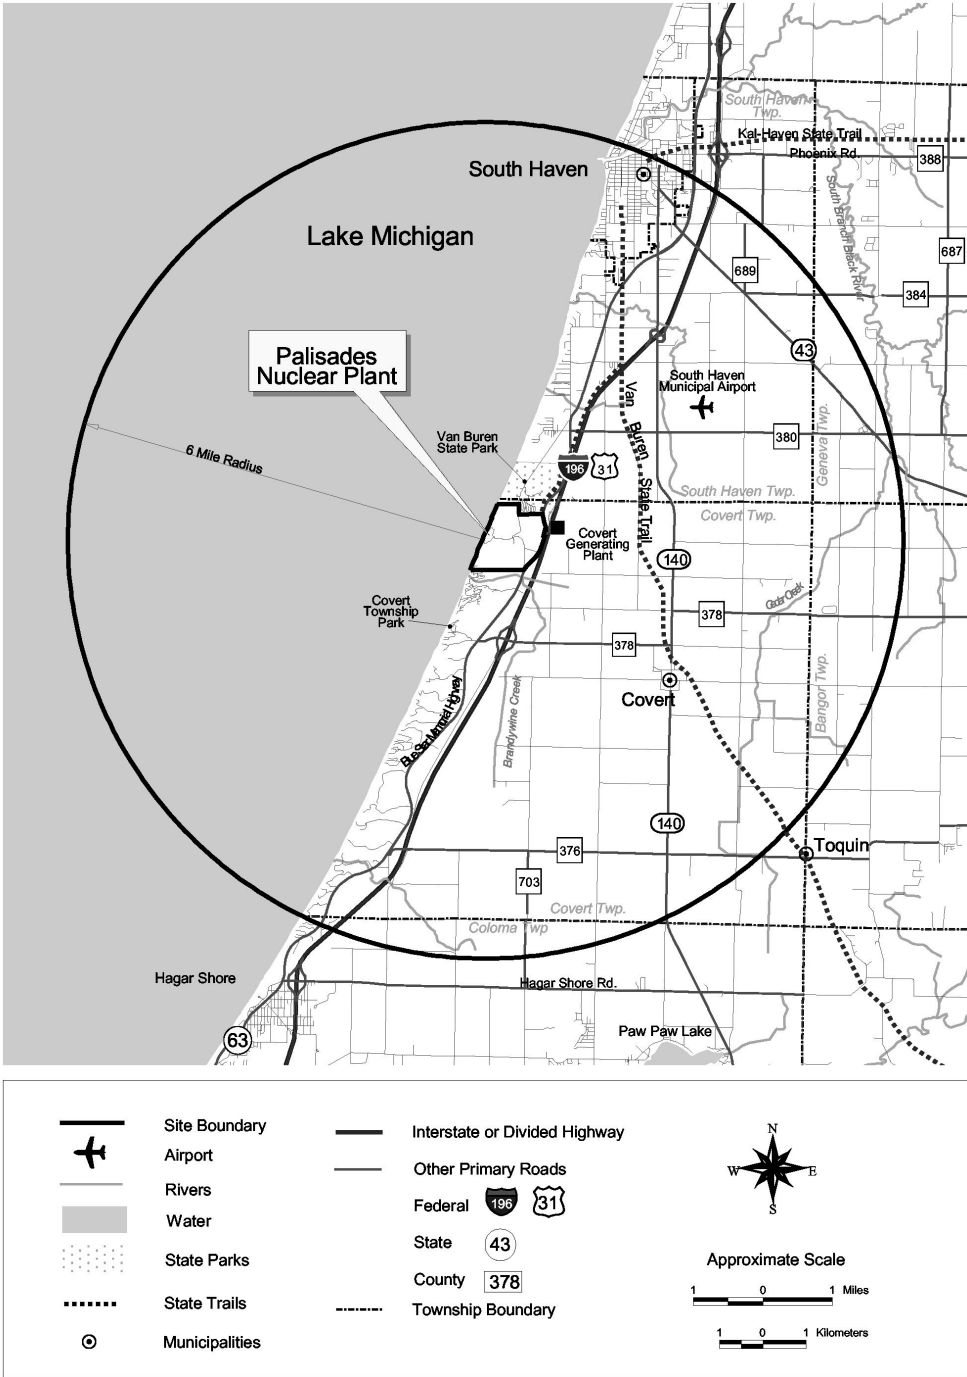 South Haven
Twp.
Kal-Haven State Trail
Phoenix Rd.
388
South Haven
South Branch Black River
Lake Michigan
687
689
384
Palisades
Nuclear Plant
43
South Haven
Municipal Airport
Van Buren State Trail
Geneva Twp.
380
Van Buren
State Park
6 Mile Radius
196
31
South Haven Twp.
Covert Twp.
Covert
Generating
Plant
140
Cedar Creek
Covert
Township
Park
378
378
Bangor Twp.
Covert
Brandywine Creek
Blue Star Memorial Highway
140
376
Toquin
703
Covert Twp.
Coloma Twp
Hagar Shore
Hagar Shore Rd.
Paw Paw Lake
63
Site Boundary
Airport
Rivers
Water
State Parks
State Trails
Municipalities
Interstate or Divided Highway
Other Primary Roads
Federal 196 31
State 43
County 378
Township Boundary
N
W E
S
Approximate Scale
1 0 1 Miles
1 0 1 Kilometers